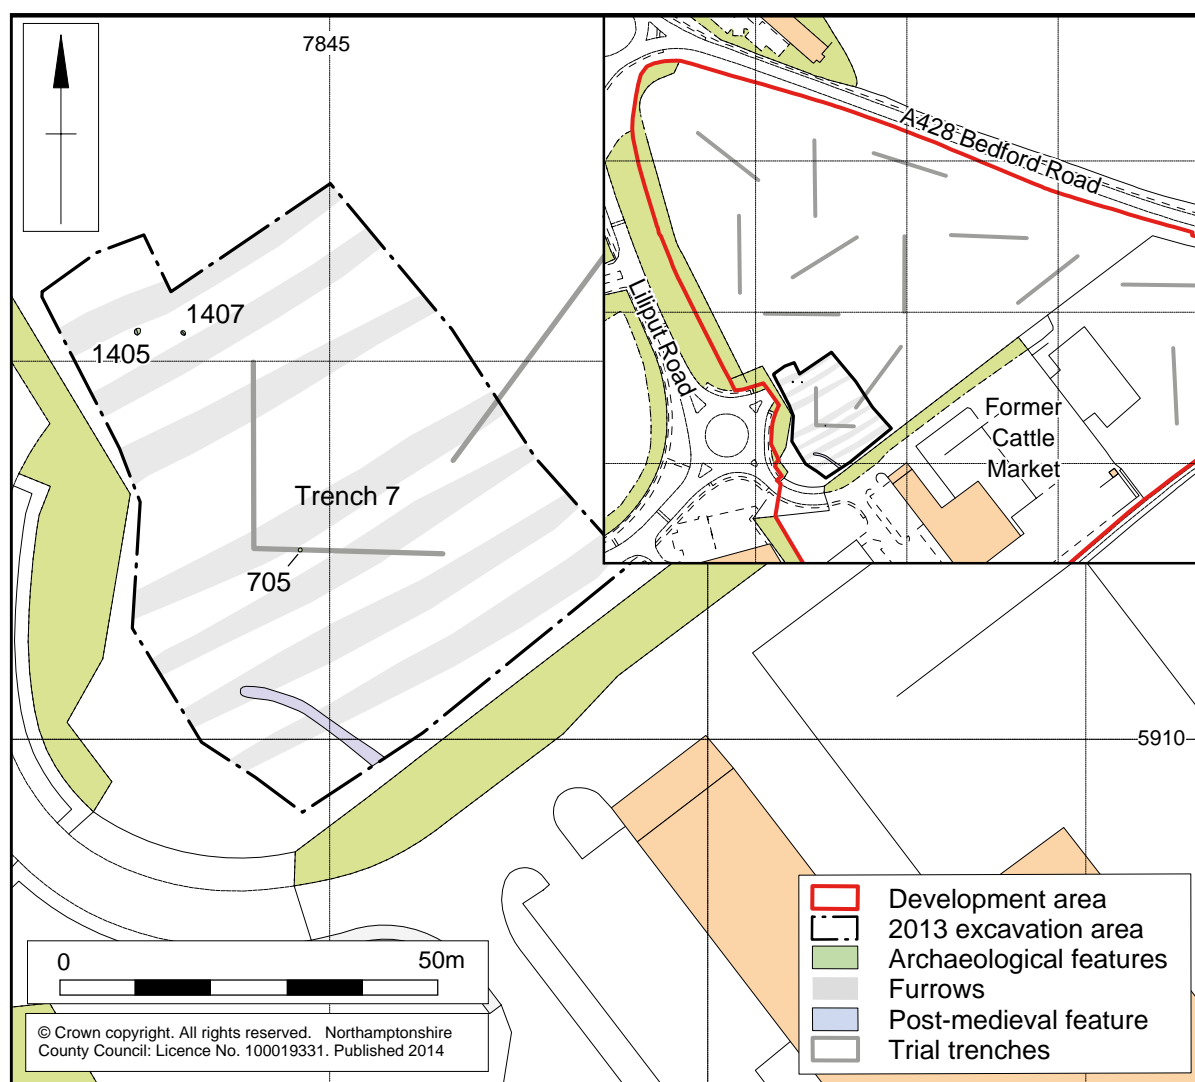 7845
A428 Bedford Road
Liliput Road
Former
Cattle
Market
1407
1405
Trench 7
705
5910
Development area
2013 excavation area
Archaeological features
Furrows
Post-medieval feature
Trial trenches
0 50m
© Crown copyright. All rights reserved. Northamptonshire
County Council: Licence No. 100019331. Published 2014